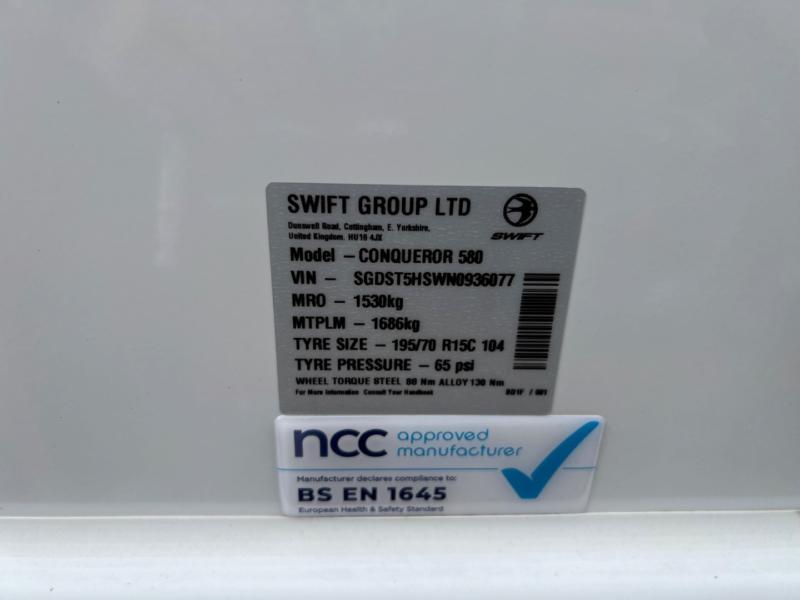 SWIFT GROUP LTD
Dunswell Road, Cottingham, E. Yorkshire,
United Kingdom. HU16 4JX
SWIFT
Model – CONQUEROR 580
VIN – SGDST5HSWN0936077
MRO – 1530kg
MTPLM – 1686kg
TYRE SIZE – 195/70 R15C 104
TYRE PRESSURE – 65 psi
WHEEL TORQUE STEEL 88 Nm ALLOY 130 Nm
For More Information Consult Your Handbook
ncc approved
manufacturer
Manufacturer declares compliance to:
BS EN 1645
European Health & Safety Standard